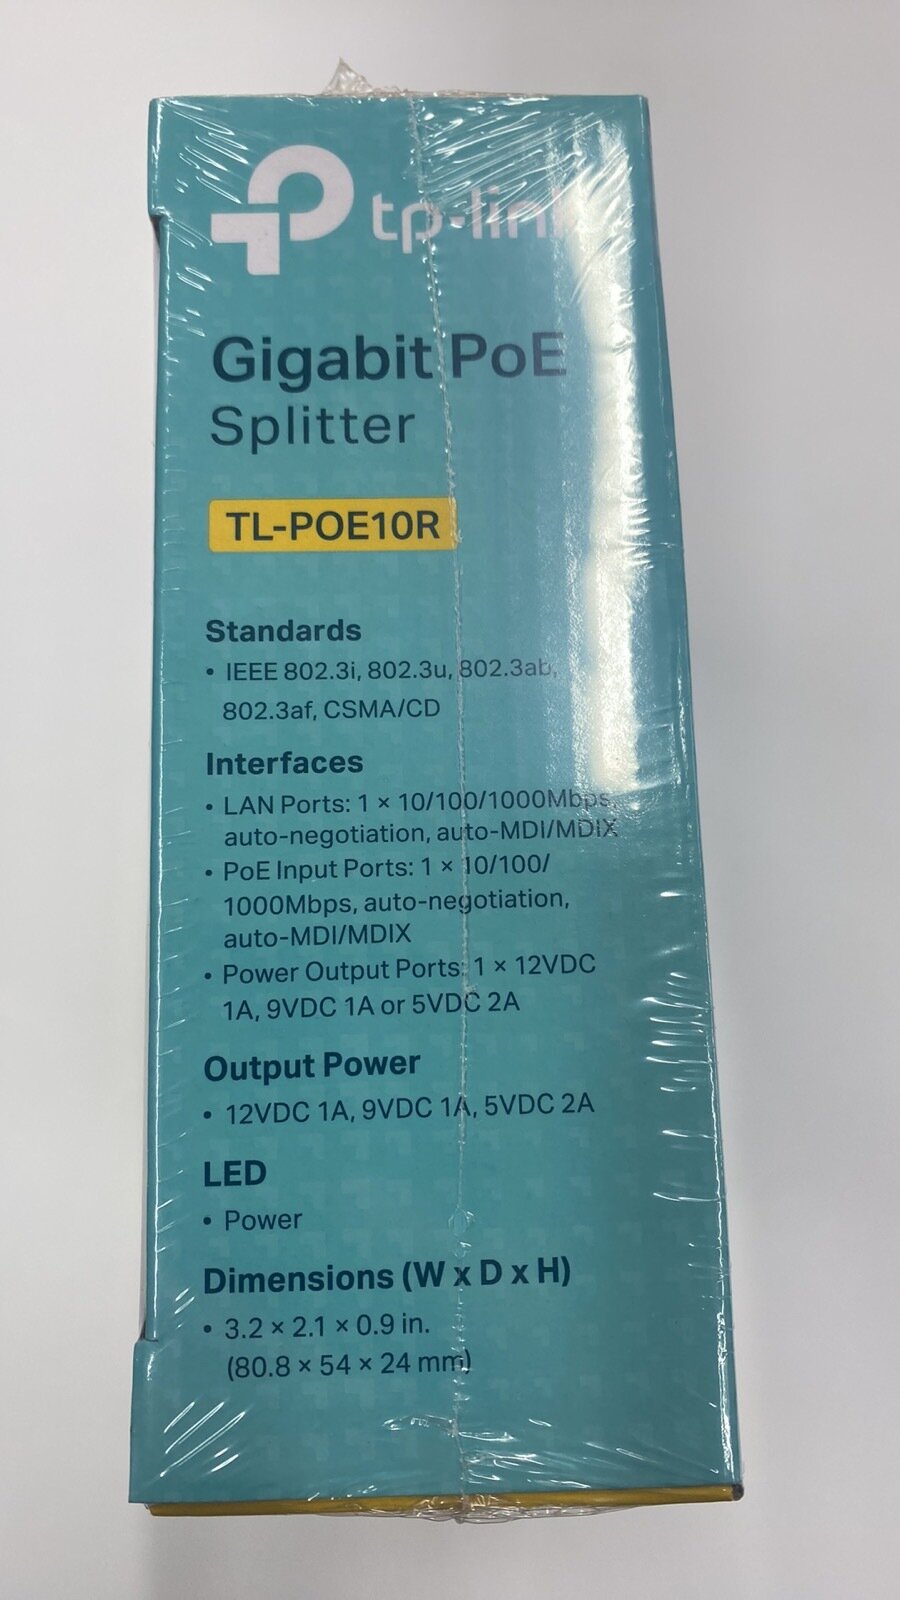 tp-link
Gigabit PoE
Splitter
TL-POE10R
Standards
• IEEE 802.3i, 802.3u, 802.3ab,
802.3af, CSMA/CD
Interfaces
• LAN Ports: 1 × 10/100/1000Mbps,
auto-negotiation, auto-MDI/MDIX
• PoE Input Ports: 1 × 10/100/
1000Mbps, auto-negotiation,
auto-MDI/MDIX
• Power Output Ports: 1 × 12VDC
1A, 9VDC 1A or 5VDC 2A
Output Power
• 12VDC 1A, 9VDC 1A, 5VDC 2A
LED
• Power
Dimensions (W x D x H)
• 3.2 × 2.1 × 0.9 in.
(80.8 × 54 × 24 mm)